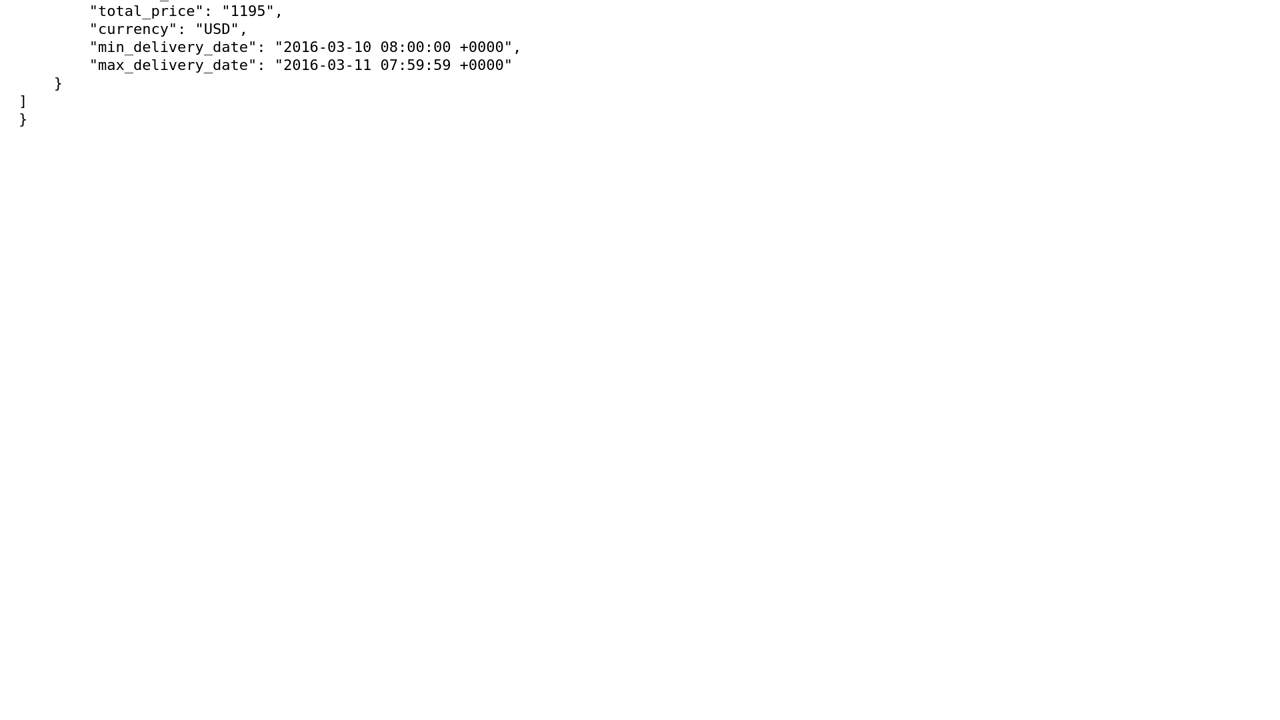 "total_price": "1195",
"currency": "USD",
"min_delivery_date": "2016-03-10 08:00:00 +0000",
"max_delivery_date": "2016-03-11 07:59:59 +0000"
}
]
}